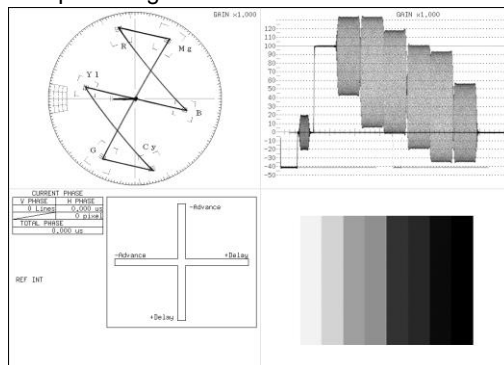 GAIN x1,000
R
Mg
Y l
B
G
C y
GAIN x1,000
120
110
100
90
80
70
60
50
40
30
20
10
0
-10
-20
-30
-40
-50
CURRENT PHASE
V PHASE H PHASE
0 Lines 0.000 us
0 pixel
TOTAL PHASE
0.000 us
REF INT
-Advance
-Advance
+Delay
+Delay